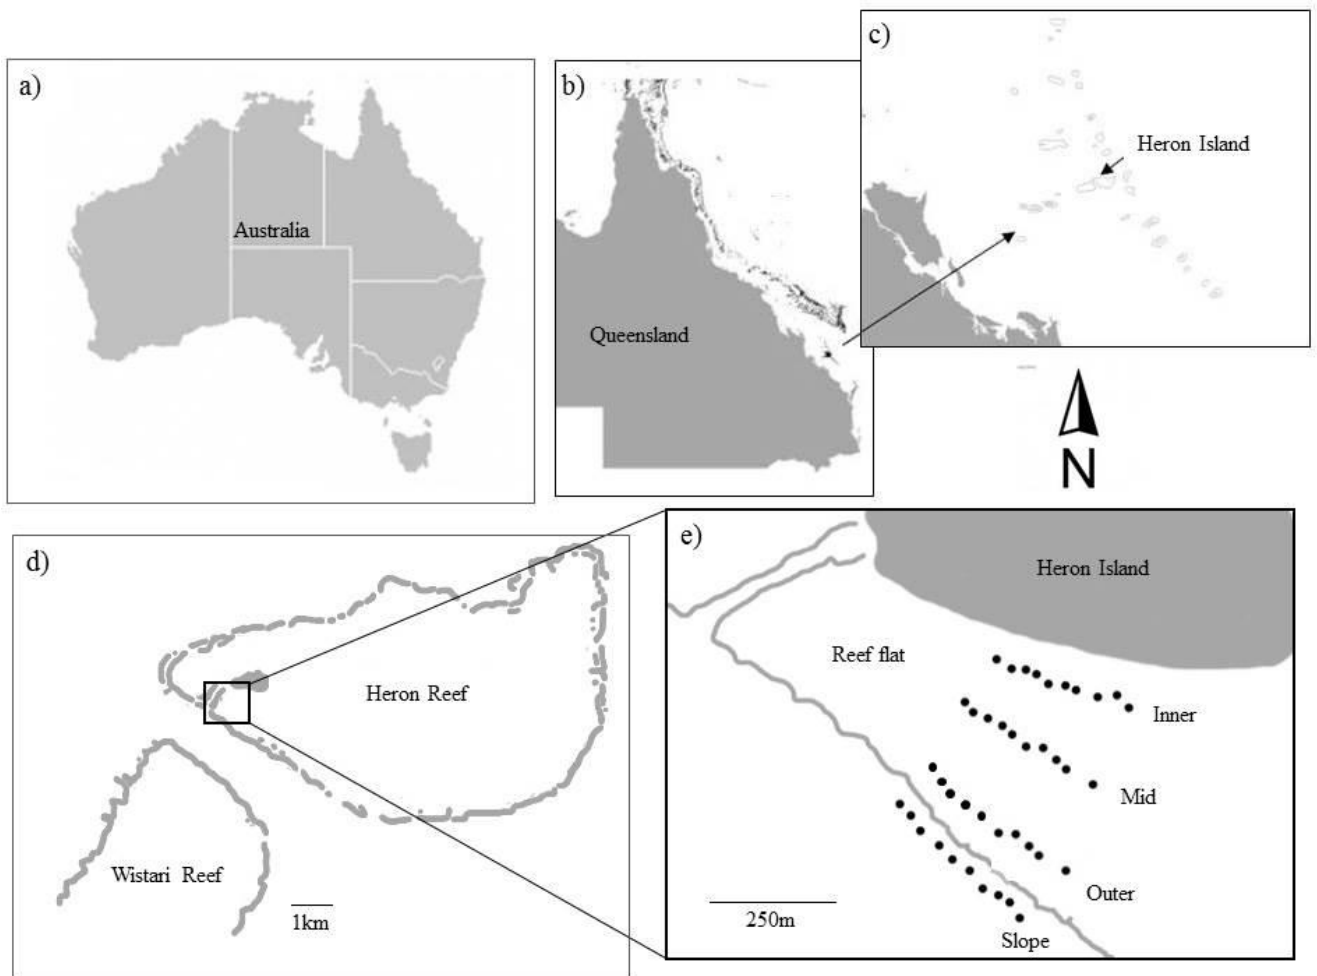 a)
Australia
b)
Queensland
c)
Heron Island
N
d)
Heron Reef
Wistari Reef
1km
e)
Heron Island
Reef flat
Inner
Mid
Outer
Slope
250m